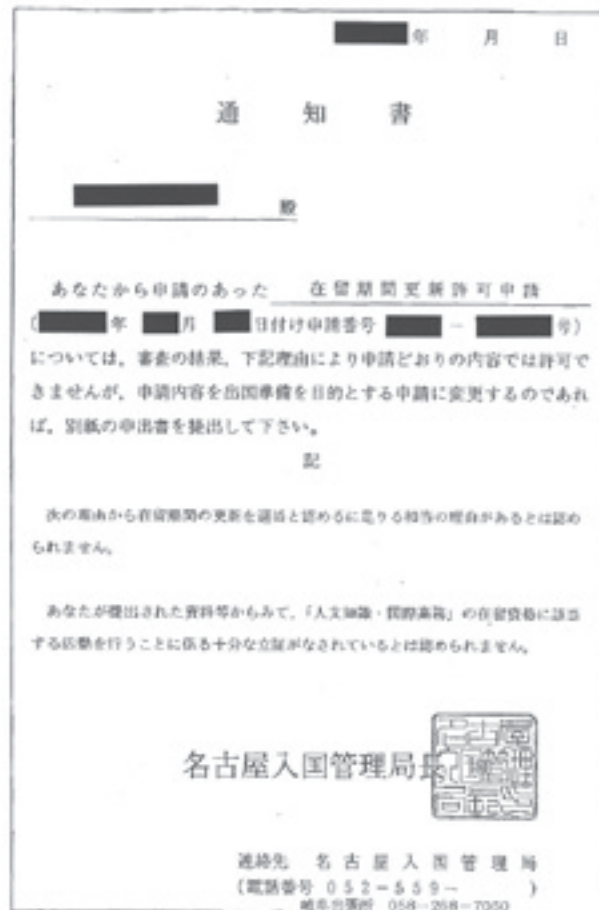 年 月 日
通 知 書
殿
あなたから申請のあった 在留期間更新許可申請
( 年 月 日付け申請番号 － 号)
については、審査の結果、下記理由により申請どおりの内容では許可で
きませんが、申請内容を出国準備を目的とする申請に変更するのであれ
ば、別紙の申出書を提出して下さい。
記
次の理由から在留期間の更新を適当と認めるに足りる相当の理由があるとは認め
られません。
あなたが提出された資料等からみて、「人文知識・国際業務」の在留資格に該当
する活動を行うことに係る十分な立証がなされているとは認められません。
名古屋入国管理局長
連絡先 名古屋入国管理局
(電話番号 052－559－ )
岐阜出張所 058－268－7060